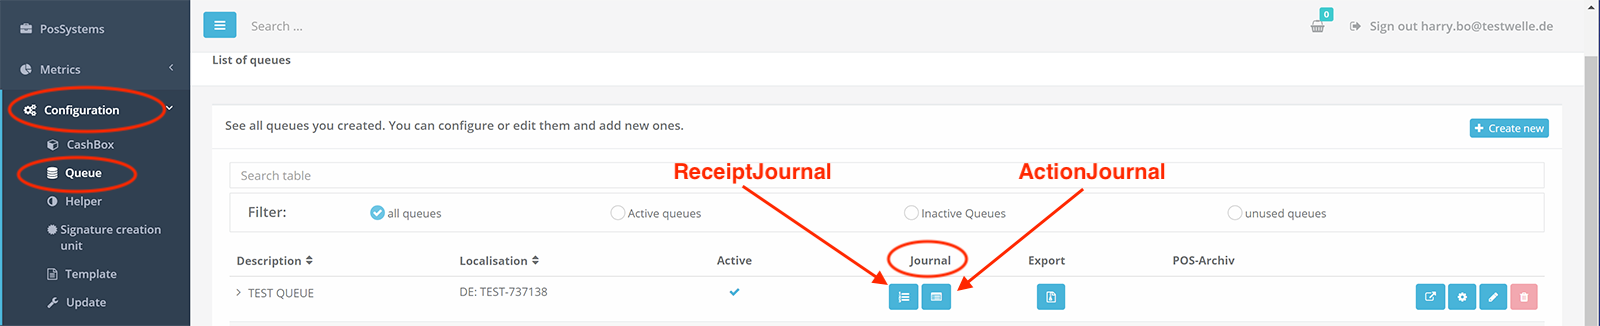 PosSystems
Metrics
Configuration
CashBox
Queue
Helper
Signature creation
unit
Template
Update
Search ...
0
Sign out harry.bo@testwelle.de
List of queues
See all queues you created. You can configure or edit them and add new ones.
Create new
ReceiptJournal
ActionJournal
Search table
Filter:
all queues
Active queues
Inactive Queues
unused queues
Description
Localisation
Active
Journal
Export
POS-Archiv
TEST QUEUE
DE: TEST-737138